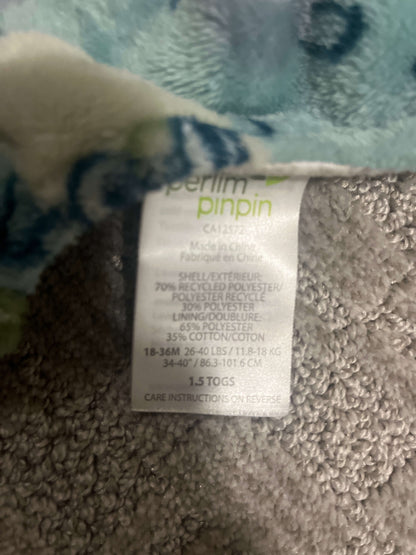 perlim
pinpin
CA12572
Made in China
Fabriqué en Chine
SHELL/EXTÉRIEUR:
70% RECYCLED POLYESTER/
POLYESTER RECYCLÉ
30% POLYESTER
LINING/DOUBLURE:
65% POLYESTER
35% COTTON/COTON
18-36M 26-40 LBS / 11.8-18 KG
34-40" / 86.3-101.6 CM
1.5 TOGS
CARE INSTRUCTIONS ON REVERSE